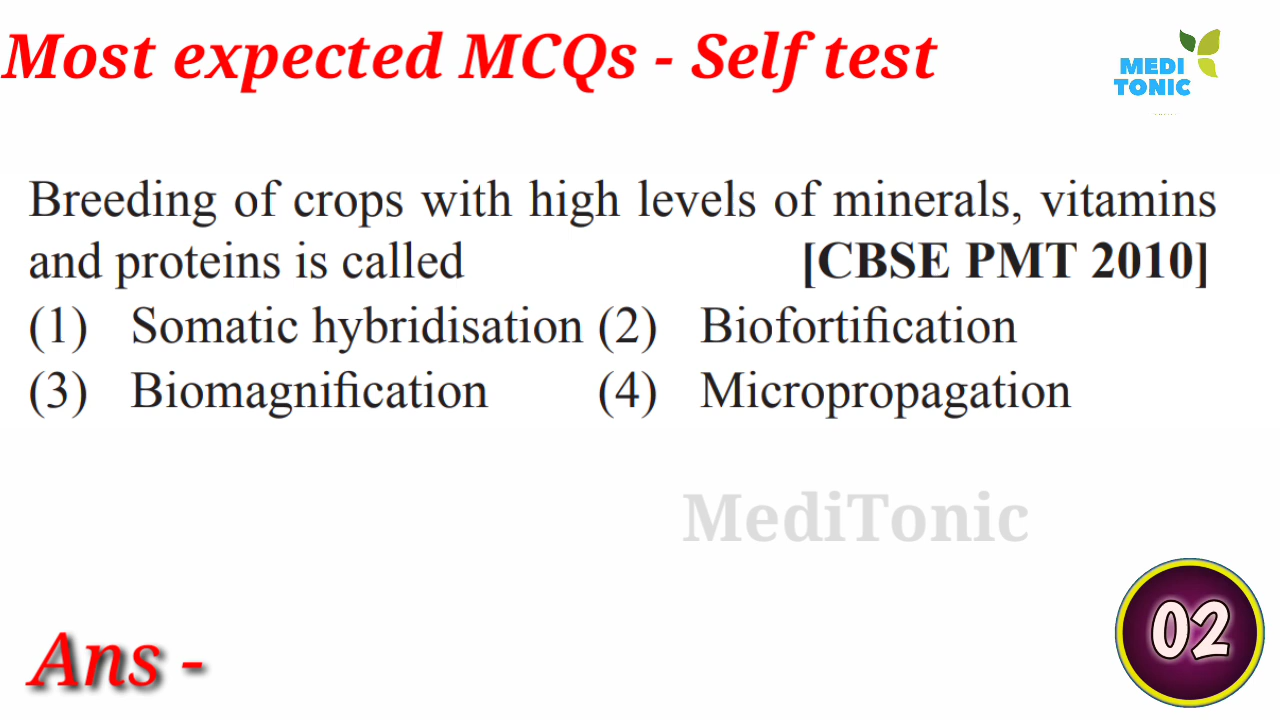 Most expected MCQs - Self test
MEDI
TONIC
Breeding of crops with high levels of minerals, vitamins
and proteins is called [CBSE PMT 2010]
(1) Somatic hybridisation (2) Biofortification
(3) Biomagnification (4) Micropropagation
MediTonic
02
Ans -